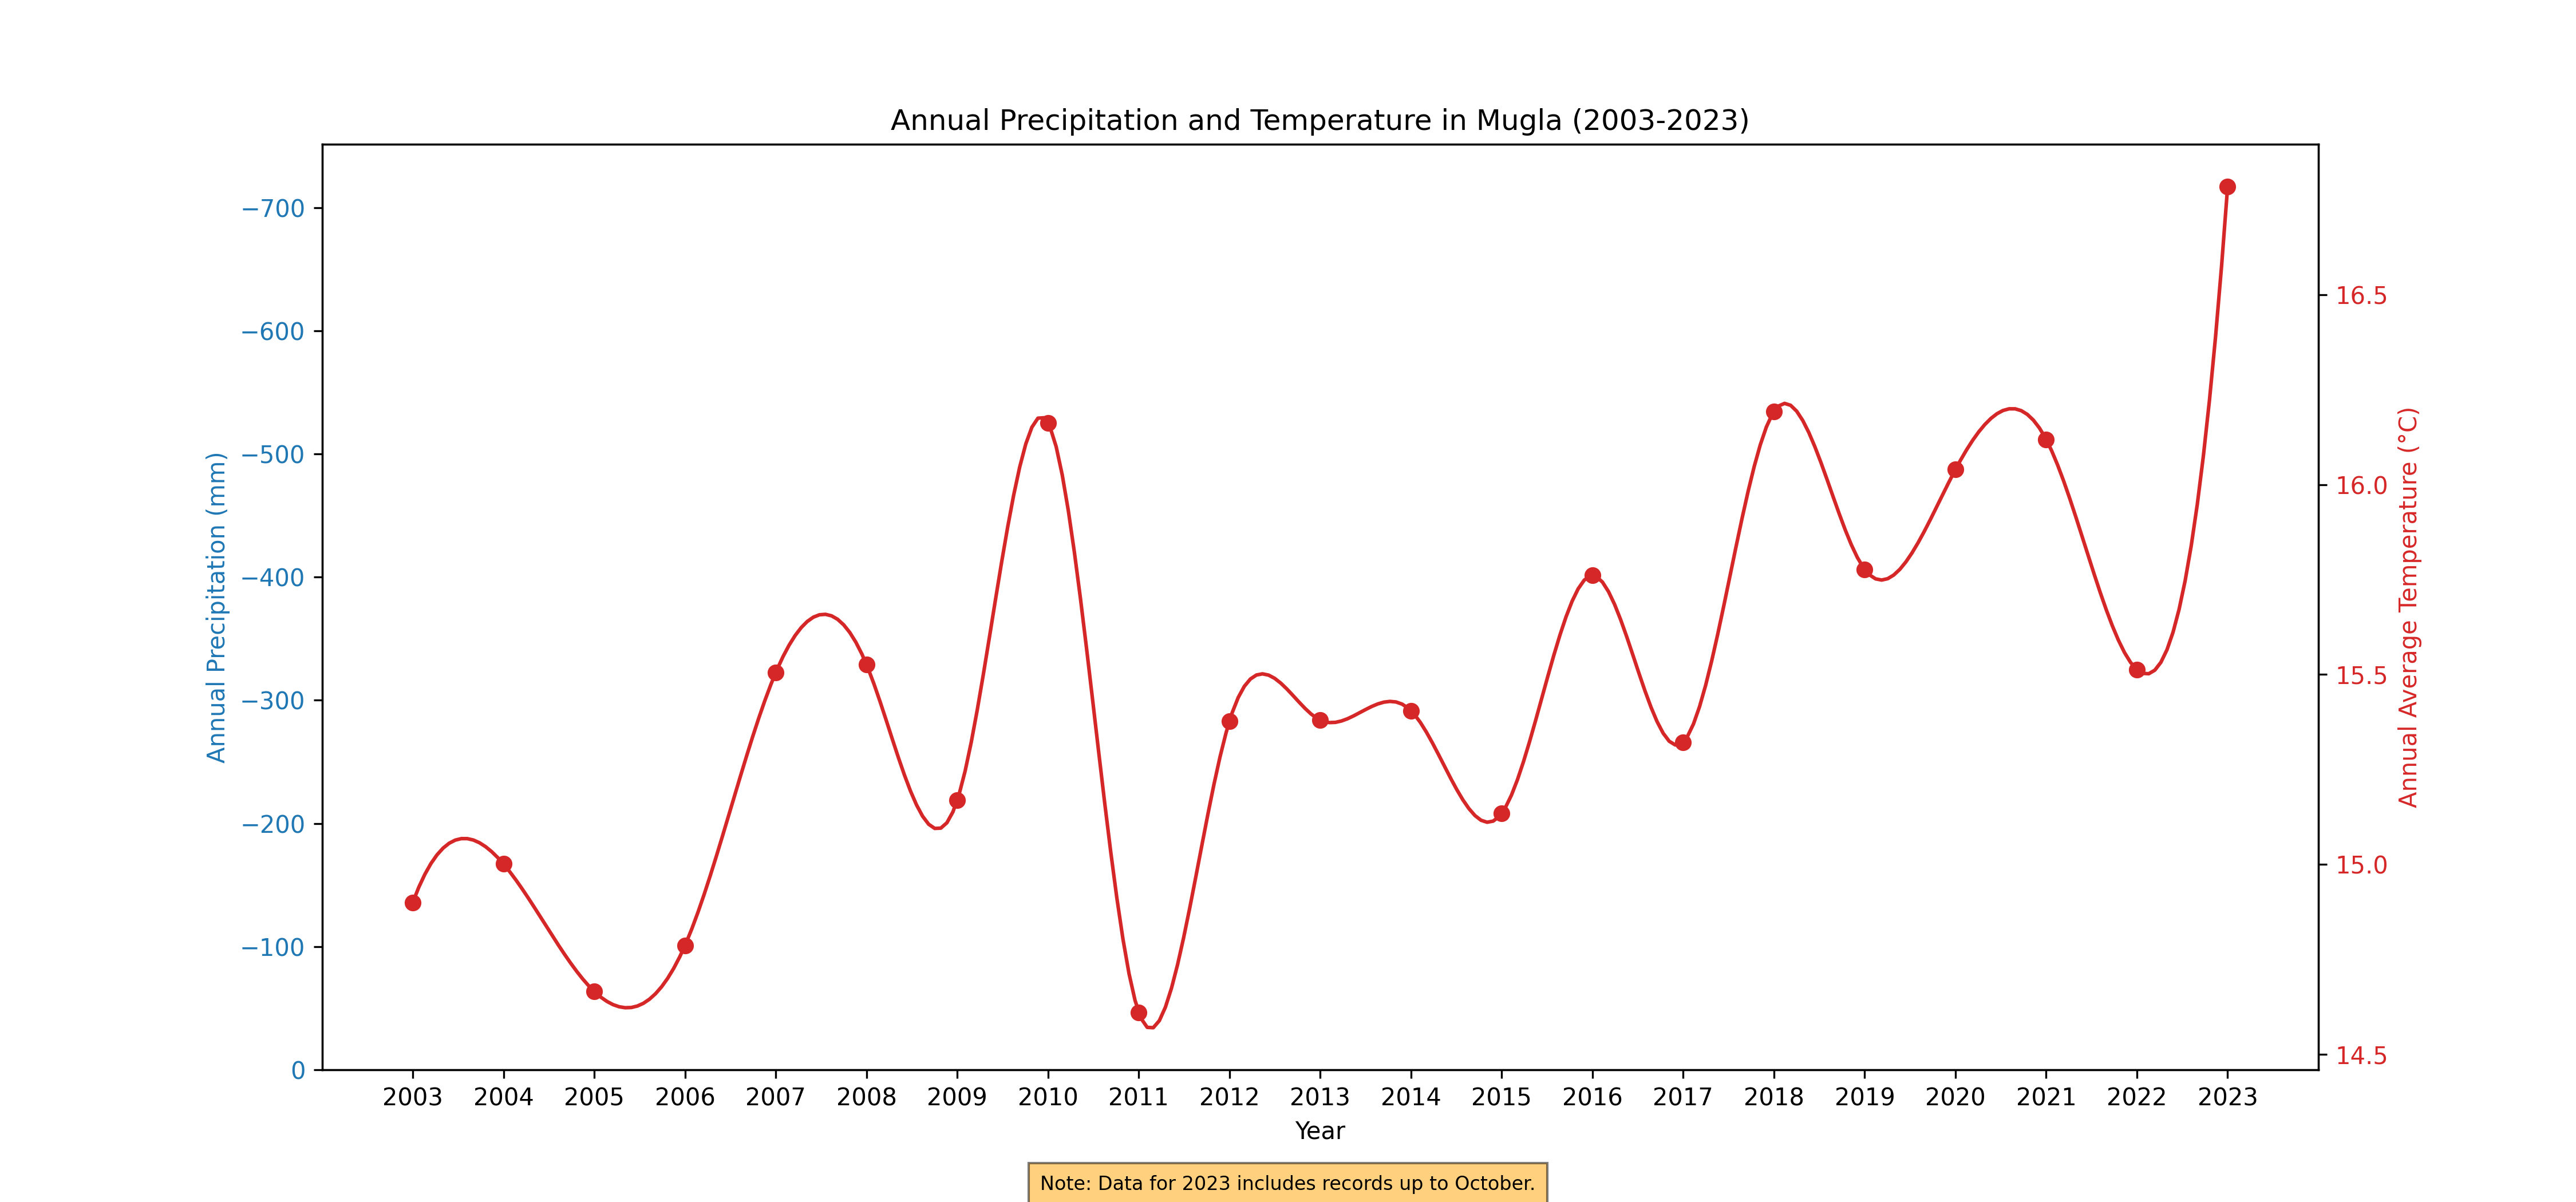 Annual Precipitation and Temperature in Mugla (2003-2023)
Annual Precipitation (mm)
−700
−600
−500
−400
−300
−200
−100
0
16.5
16.0
15.5
15.0
14.5
Annual Average Temperature (°C)
2003 2004 2005 2006 2007 2008 2009 2010 2011 2012 2013 2014 2015 2016 2017 2018 2019 2020 2021 2022 2023
Year
Note: Data for 2023 includes records up to October.